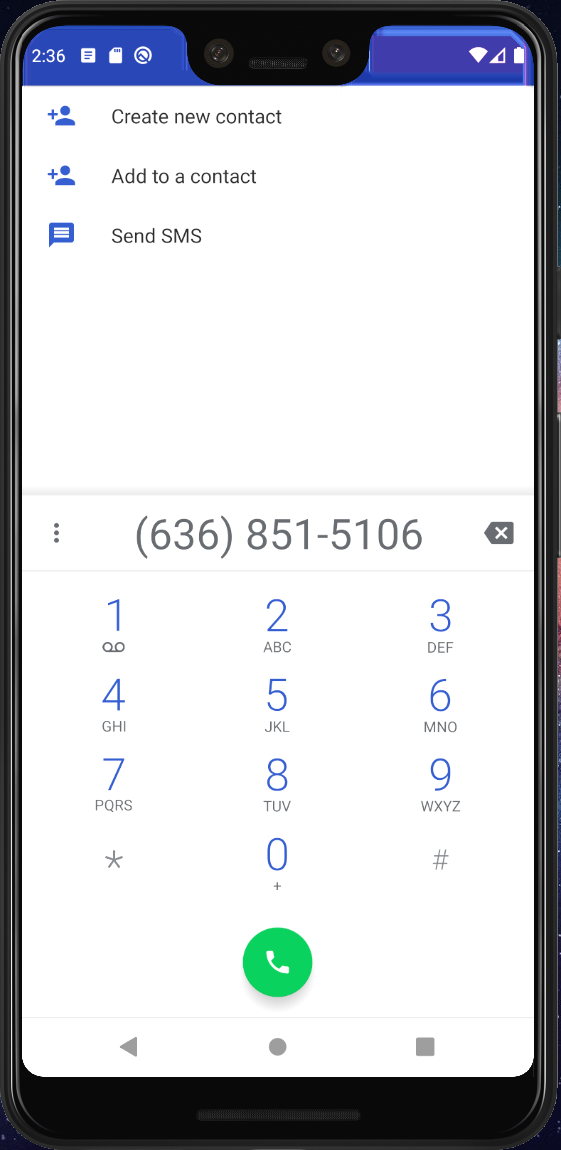 2:36
Create new contact
Add to a contact
Send SMS
(636) 851-5106
1 2 3
ABC DEF
4 5 6
GHI JKL MNO
7 8 9
PQRS TUV WXYZ
* 0 #
+